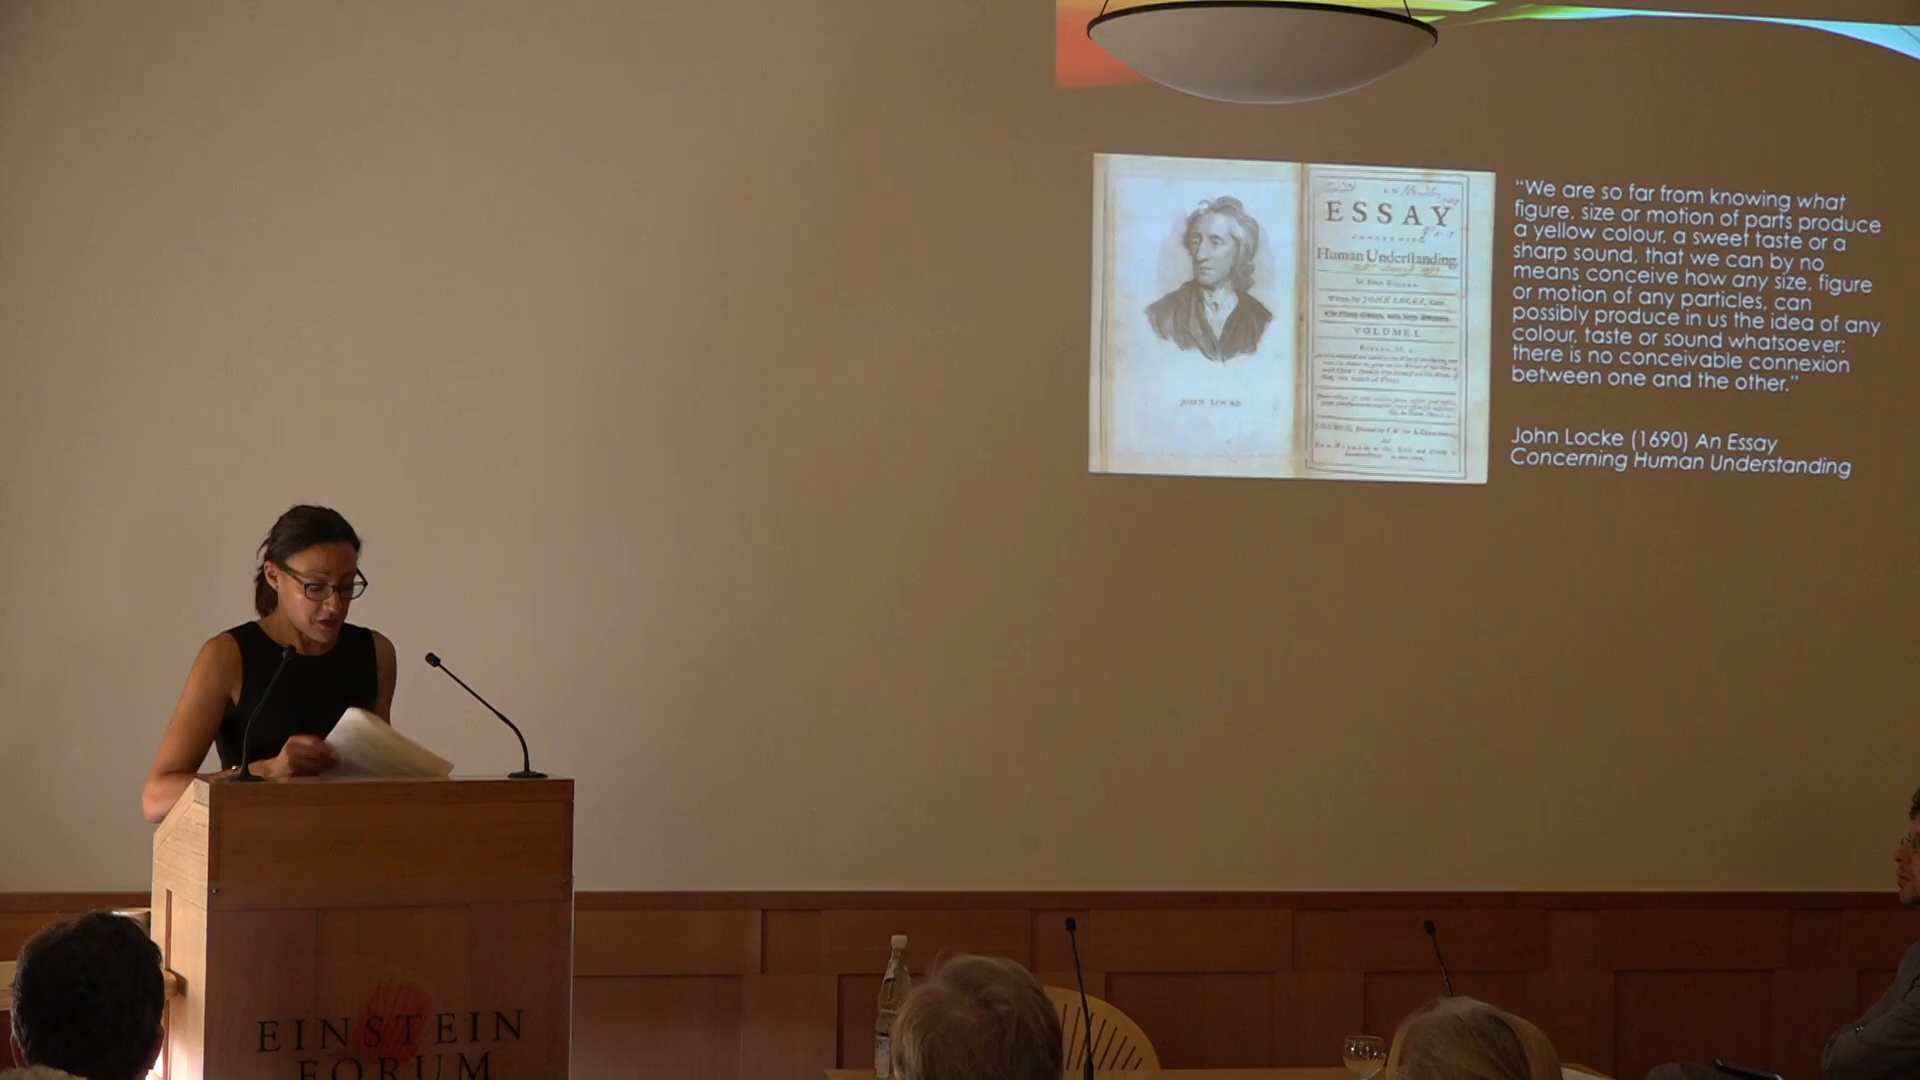 ESSAY
Human Understanding
VOLUME I.
JOHN LOCKE
“We are so far from knowing what
figure, size or motion of parts produce
a yellow colour, a sweet taste or a
sharp sound, that we can by no
means conceive how any size, figure
or motion of any particles, can
possibly produce in us the idea of any
colour, taste or sound whatsoever:
there is no conceivable connexion
between one and the other.”
John Locke (1690) An Essay
Concerning Human Understanding
EINSTEIN
FORUM